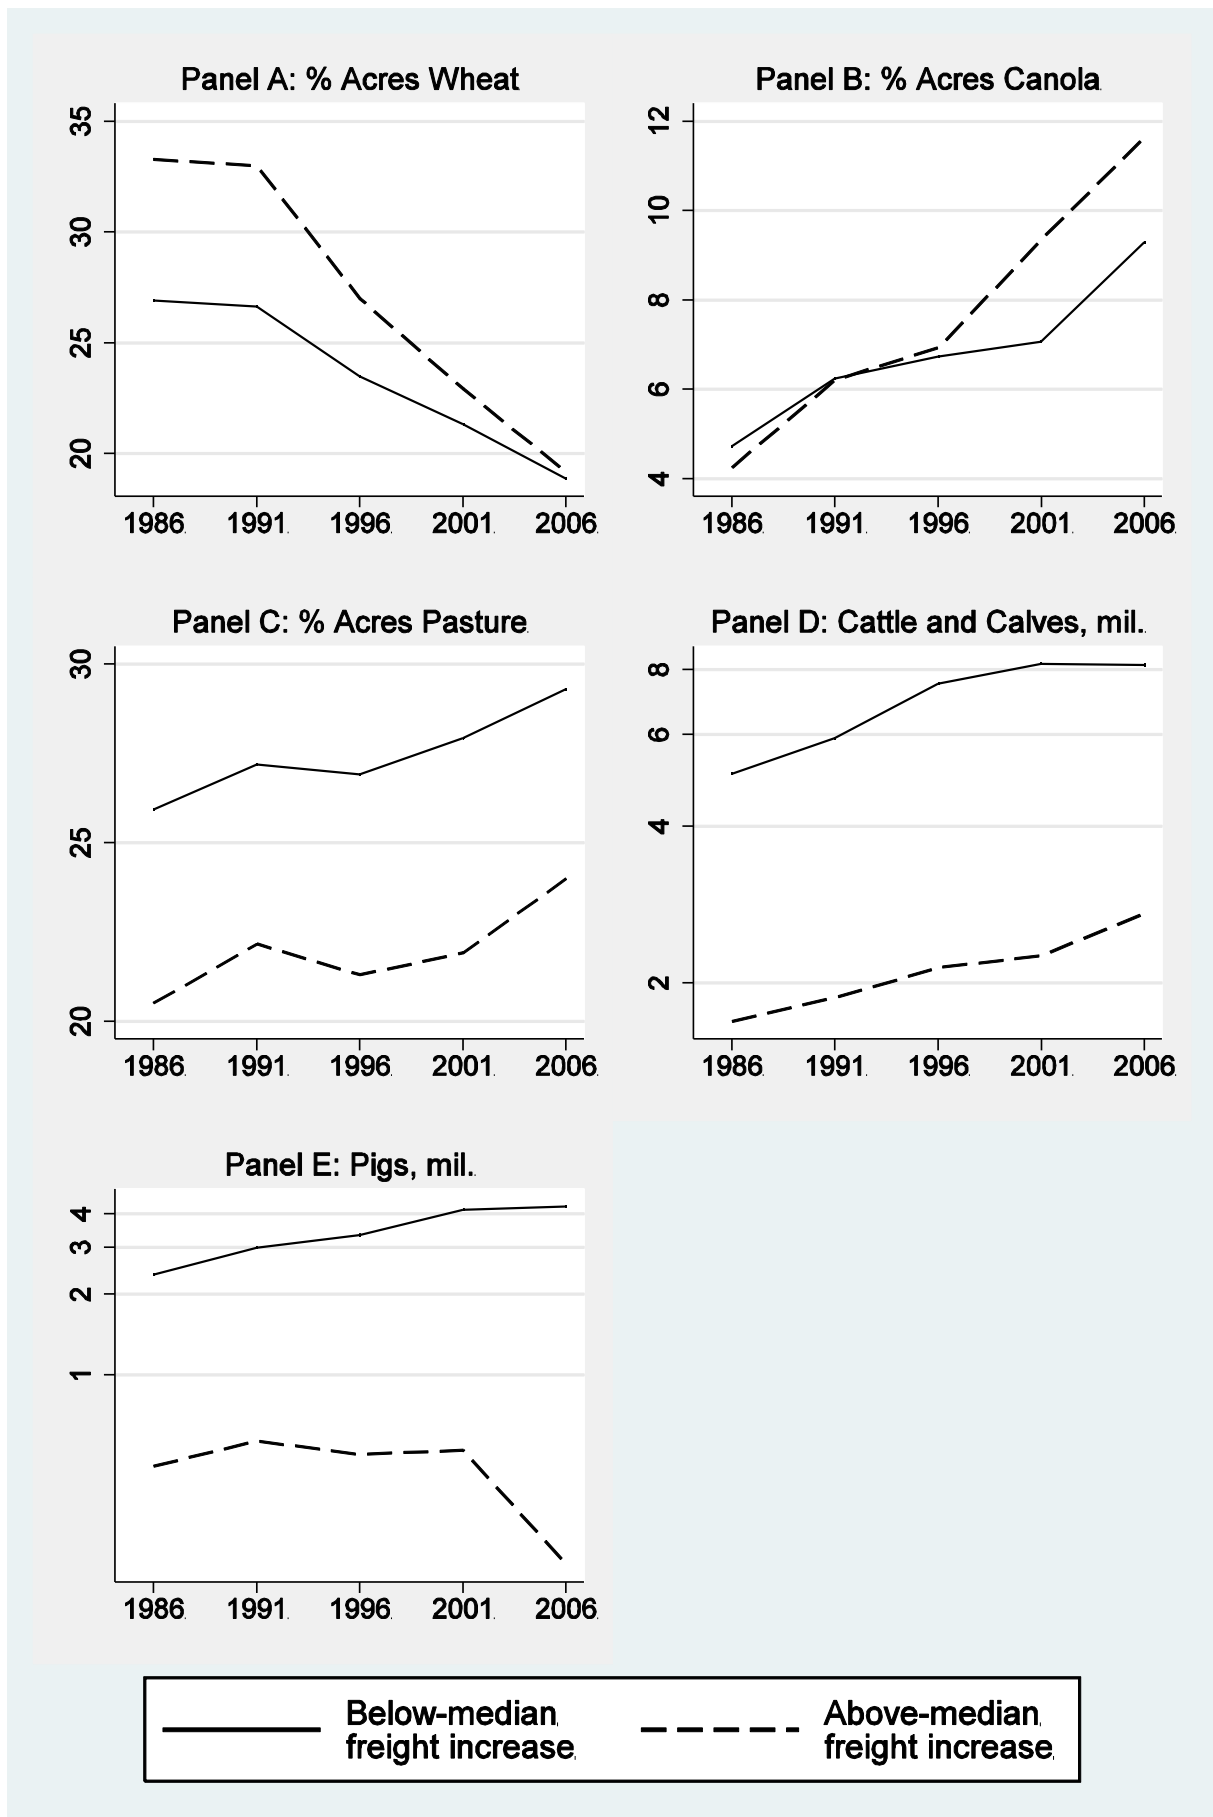 Panel A: % Acres Wheat
35
30
25
20
1986 1991 1996 2001 2006
Panel B: % Acres Canola
12
10
8
6
4
1986 1991 1996 2001 2006
Panel C: % Acres Pasture
30
25
20
1986 1991 1996 2001 2006
Panel D: Cattle and Calves, mil.
8
6
4
2
1986 1991 1996 2001 2006
Panel E: Pigs, mil.
4
3
2
1
1986 1991 1996 2001 2006
Below-median
freight increase
Above-median
freight increase